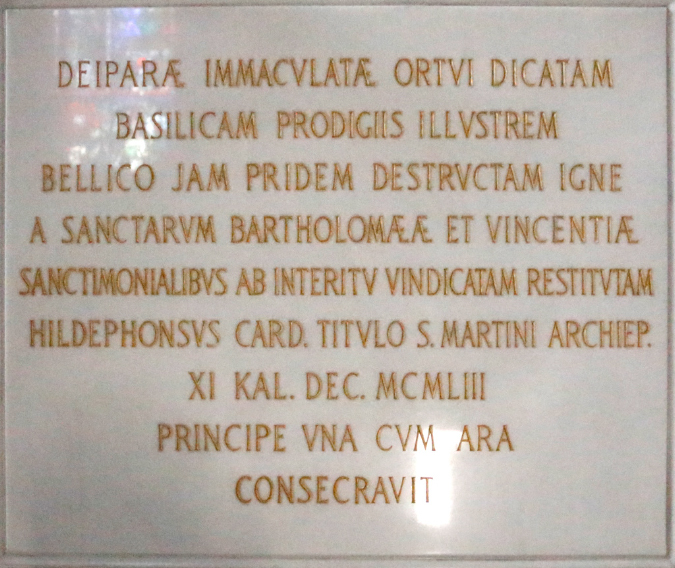 DEIPARÆ IMMACVLATÆ ORTVI DICATAM
BASILICAM PRODIGIIS ILLVSTREM
BELLICO JAM PRIDEM DESTRVCTAM IGNE
A SANCTARVM BARTHOLOMÆÆ ET VINCENTIÆ
SANCTIMONIALIBVS AB INTERITV VINDICATAM RESTITVTAM
HILDEPHONSVS CARD. TITVLO S. MARTINI ARCHIEP.
XI KAL. DEC. MCMLIII
PRINCIPE VNA CVM ARA
CONSECRAVIT